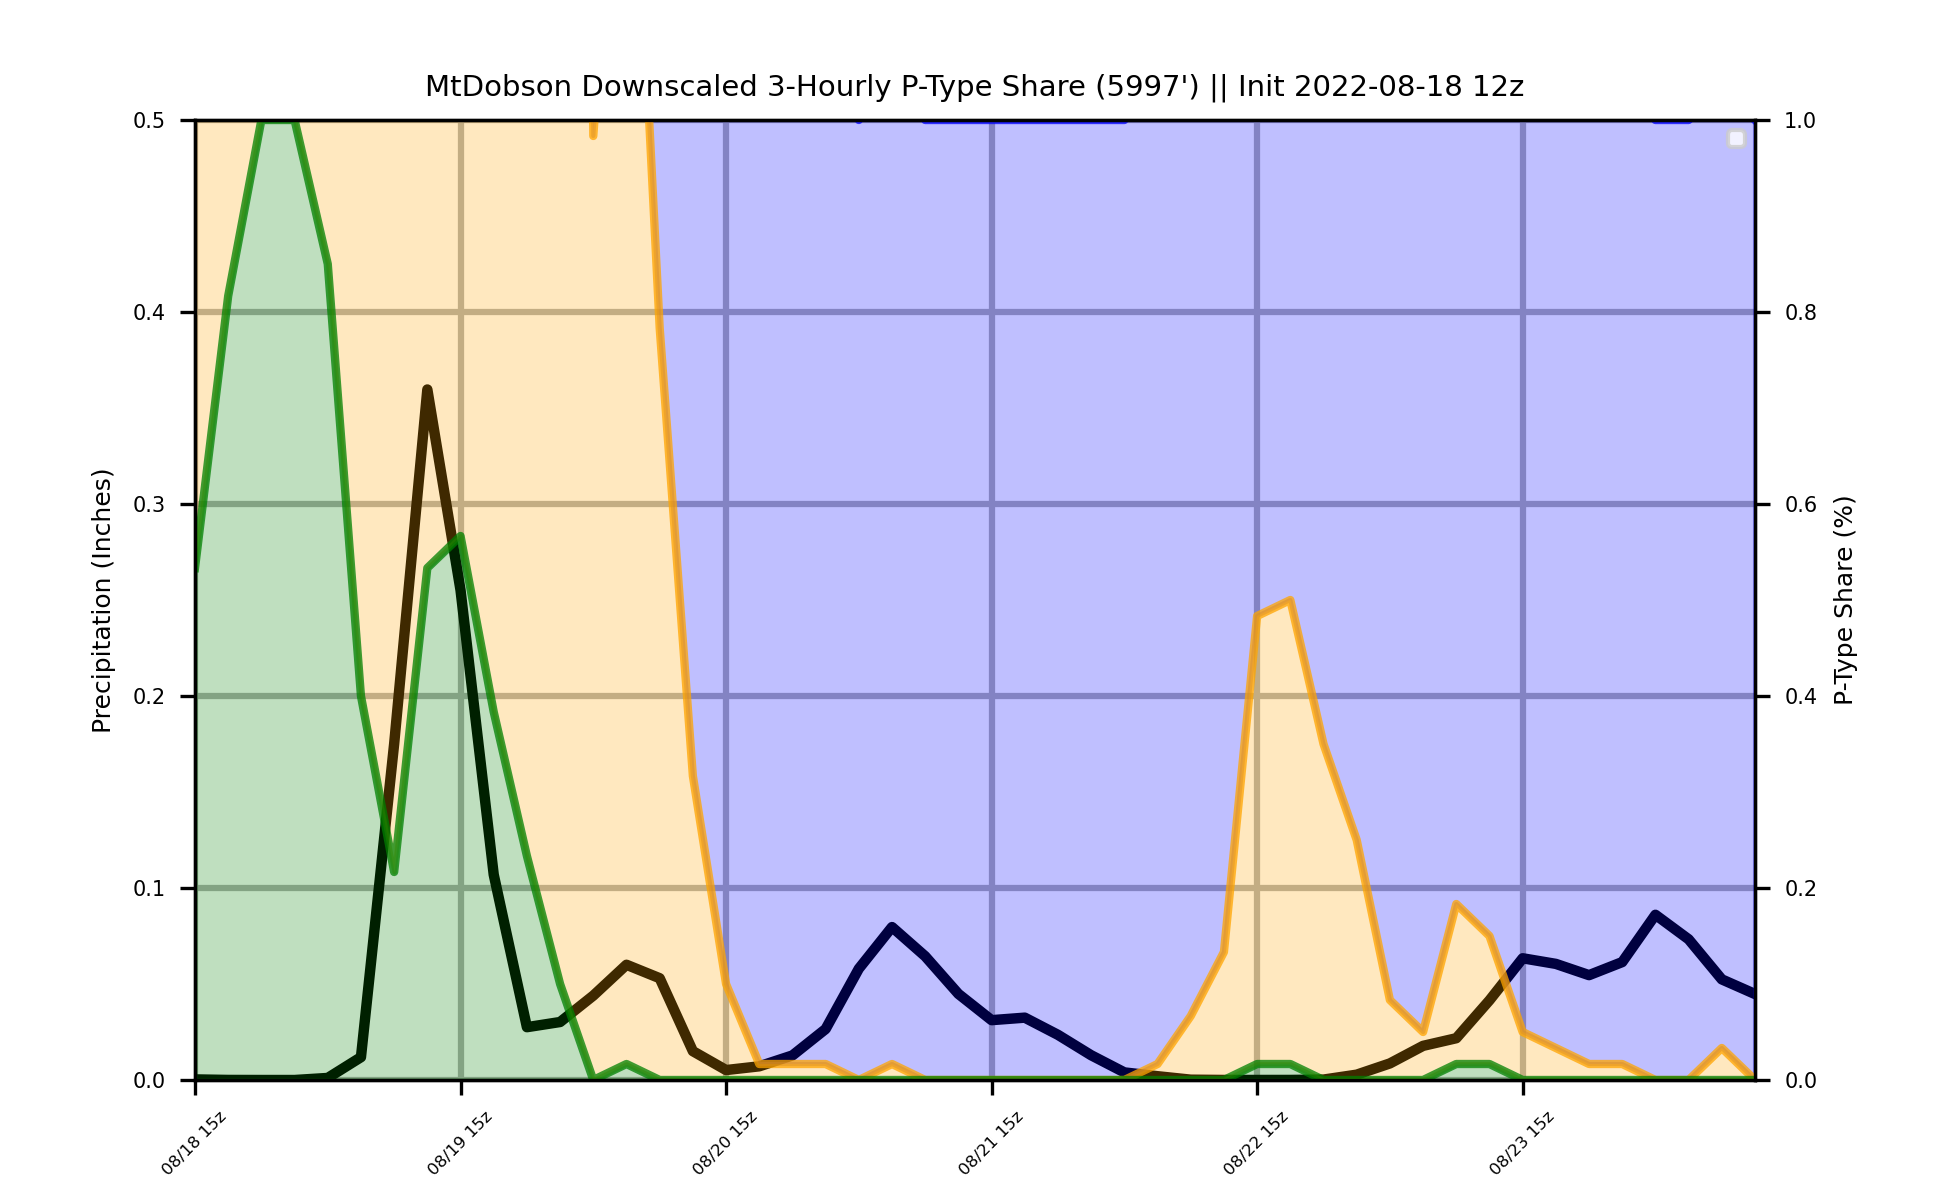 MtDobson Downscaled 3-Hourly P-Type Share (5997') || Init 2022-08-18 12z
0.5
0.4
0.3
0.2
0.1
0.0
Precipitation (Inches)
1.0
0.8
0.6
0.4
0.2
0.0
P-Type Share (%)
08/18 15z
08/19 15z
08/20 15z
08/21 15z
08/22 15z
08/23 15z